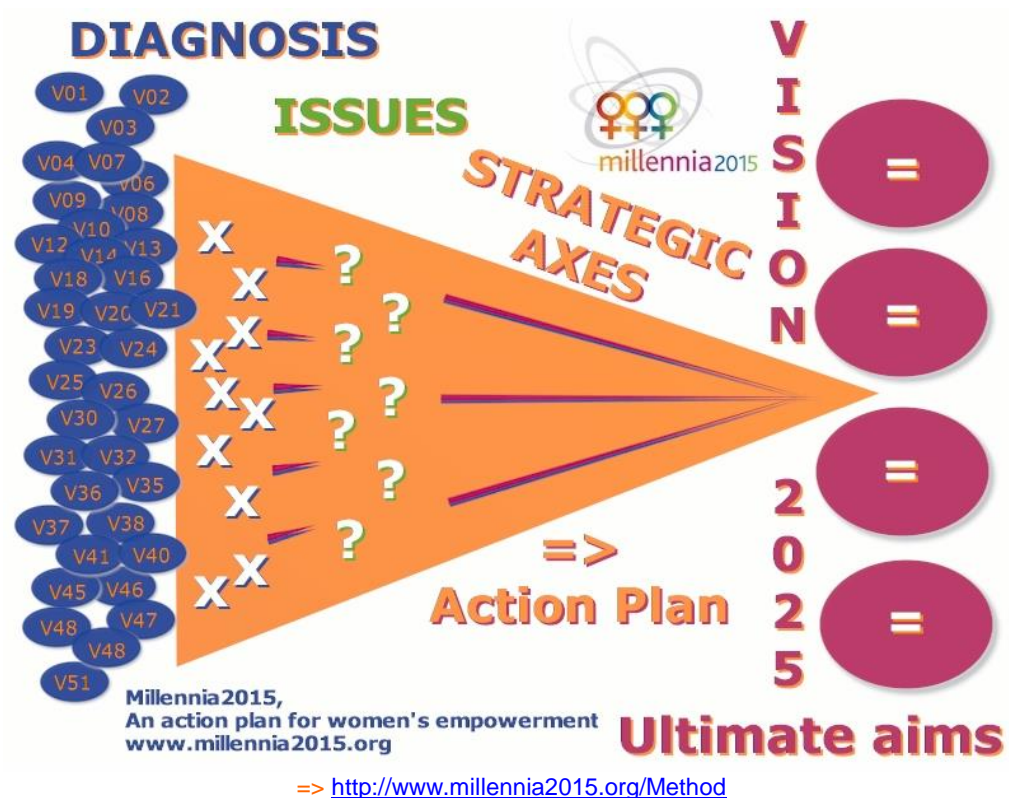 DIAGNOSIS
ISSUES
millennia2015
STRATEGIC
AXES
VISION
2025
V01
V02
V03
V04
V07
V06
V09
V08
V10
V12
V14
V13
V18
V16
V19
V20
V21
V23
V24
V25
V26
V30
V27
V31
V32
V36
V35
V37
V38
V41
V40
V45
V46
V48
V47
V48
V51
X
X
X
X
X
X
X
X
X
X
?
?
?
?
?
?
?
=
=
=
=
=>
Action Plan
Millennia2015,
An action plan for women's empowerment
www.millennia2015.org
Ultimate aims
=> http://www.millennia2015.org/Method